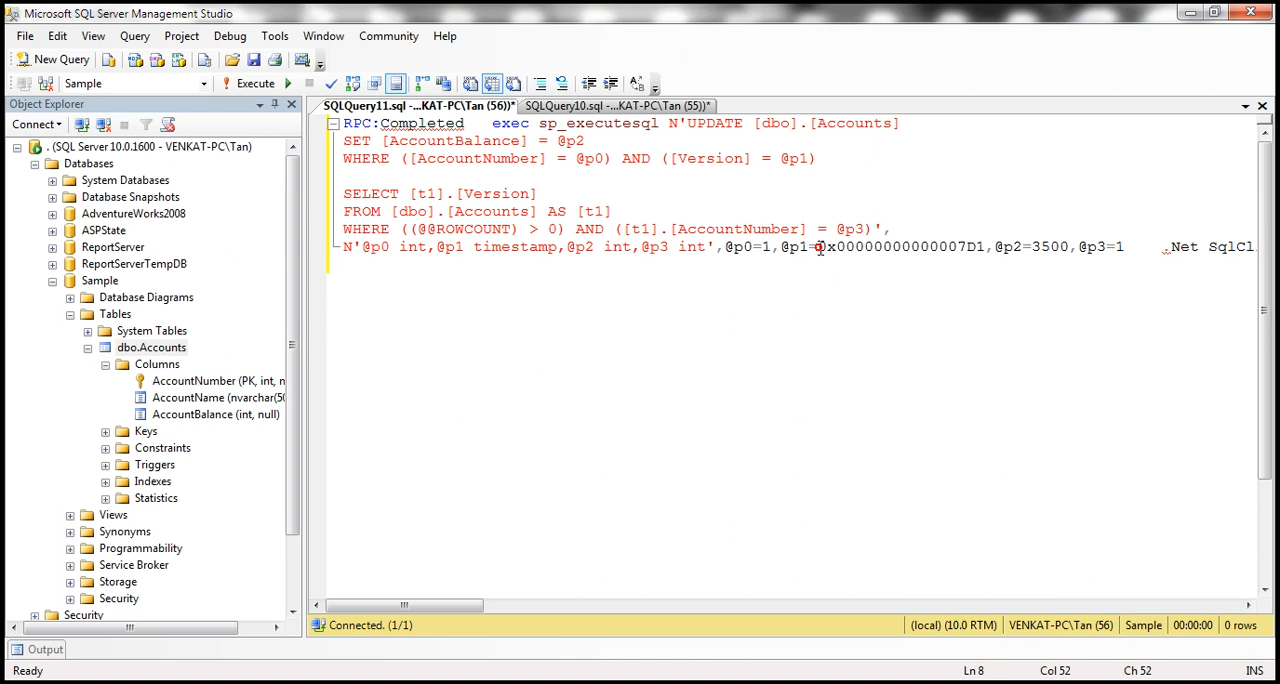 Microsoft SQL Server Management Studio
File Edit View Query Project Debug Tools Window Community Help
New Query
Sample Execute
Object Explorer
SQLQuery11.sql -...KAT-PC\Tan (56))* SQLQuery10.sql -...KAT-PC\Tan (55))*
Connect
. (SQL Server 10.0.1600 - VENKAT-PC\Tan)
Databases
System Databases
Database Snapshots
AdventureWorks2008
ASPState
ReportServer
ReportServerTempDB
Sample
Database Diagrams
Tables
System Tables
dbo.Accounts
Columns
AccountNumber (PK, int, n
AccountName (nvarchar(50
AccountBalance (int, null)
Keys
Constraints
Triggers
Indexes
Statistics
Views
Synonyms
Programmability
Service Broker
Storage
Security
Security
RPC:Completed exec sp_executesql N'UPDATE [dbo].[Accounts]
SET [AccountBalance] = @p2
WHERE ([AccountNumber] = @p0) AND ([Version] = @p1)
SELECT [t1].[Version]
FROM [dbo].[Accounts] AS [t1]
WHERE ((@@ROWCOUNT) > 0) AND ([t1].[AccountNumber] = @p3)',
N'@p0 int,@p1 timestamp,@p2 int,@p3 int',@p0=1,@p1=0x00000000000007D1,@p2=3500,@p3=1 .Net SqlCl
Connected. (1/1) (local) (10.0 RTM) VENKAT-PC\Tan (56) Sample 00:00:00 0 rows
Output
Ready Ln 8 Col 52 Ch 52 INS